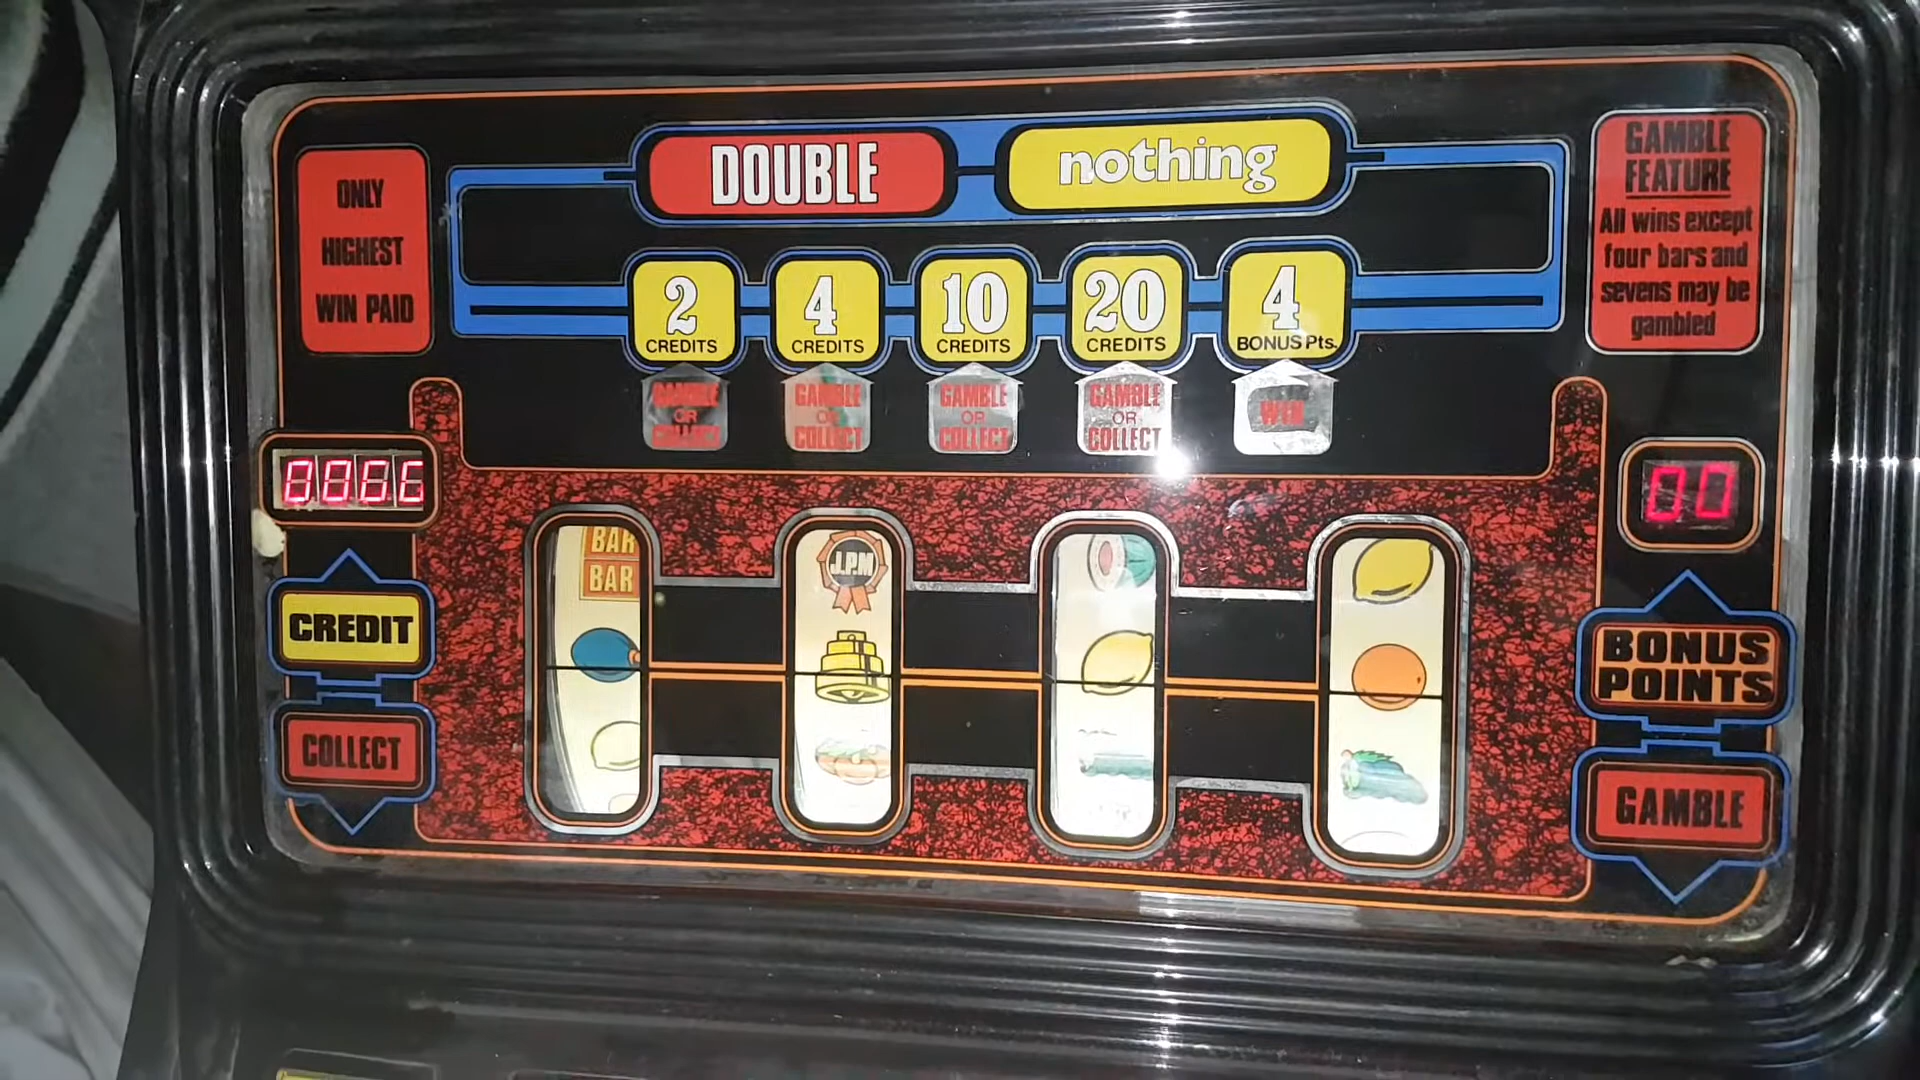 DOUBLE
nothing
ONLY
HIGHEST
WIN PAID
GAMBLE
FEATURE
All wins except
four bars and
sevens may be
gambled
2
CREDITS
4
CREDITS
10
CREDITS
20
CREDITS
4
BONUS Pts.
GAMBLE
OR
COLLECT
GAMBLE
OR
COLLECT
GAMBLE
OR
COLLECT
GAMBLE
OR
COLLECT
WIN
00
BAR
BAR
J.P.M
CREDIT
COLLECT
BONUS
POINTS
GAMBLE